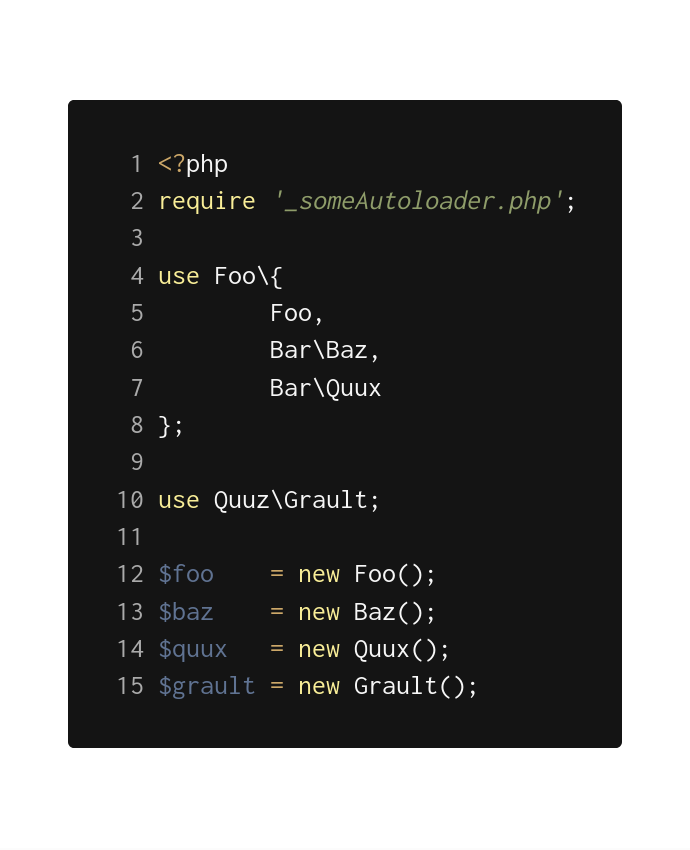 1 <?php
2 require '_someAutoloader.php';
3
4 use Foo\{
5         Foo,
6         Bar\Baz,
7         Bar\Quux
8 };
9
10 use Quuz\Grault;
11
12 $foo    = new Foo();
13 $baz    = new Baz();
14 $quux   = new Quux();
15 $grault = new Grault();